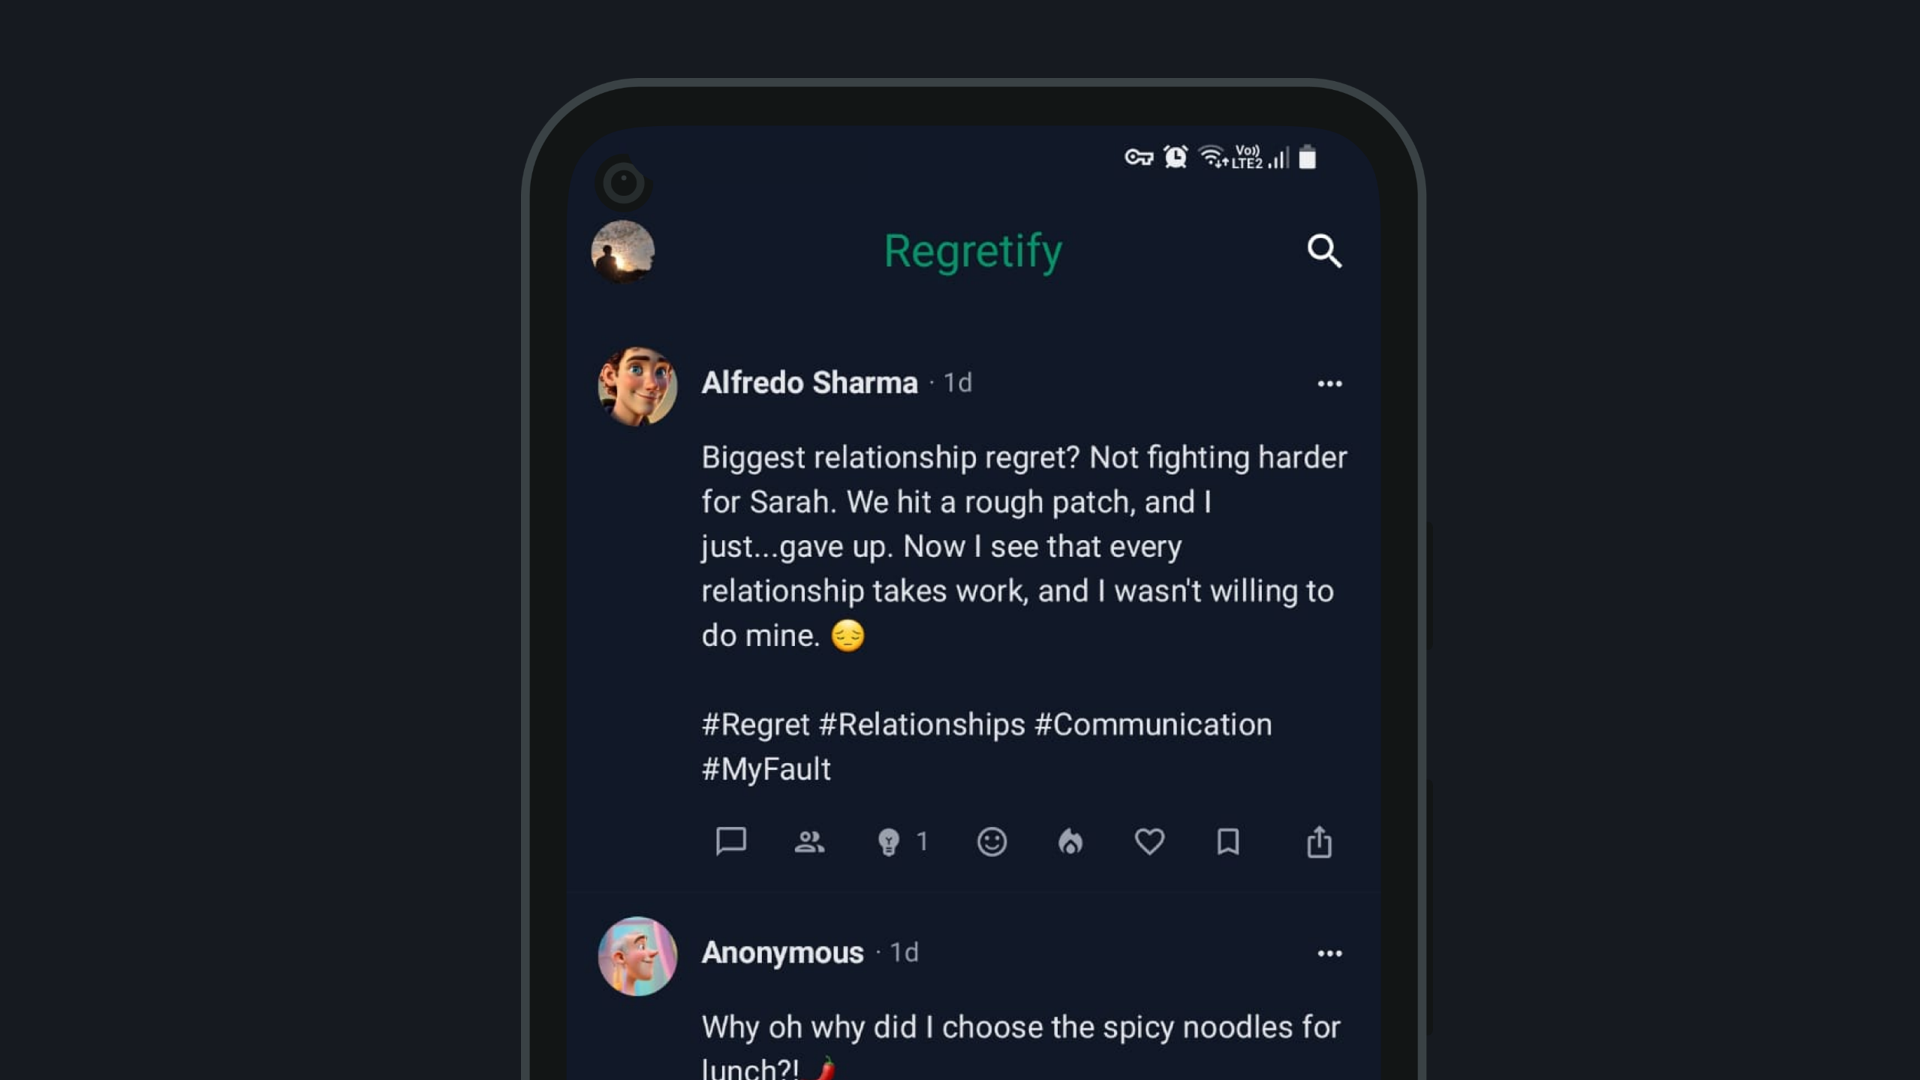 Vo))
LTE2
Regretify
Alfredo Sharma · 1d
Biggest relationship regret? Not fighting harder
for Sarah. We hit a rough patch, and I
just...gave up. Now I see that every
relationship takes work, and I wasn't willing to
do mine. 😔
#Regret #Relationships #Communication
#MyFault
1
Anonymous · 1d
Why oh why did I choose the spicy noodles for
lunch?! 🌶️